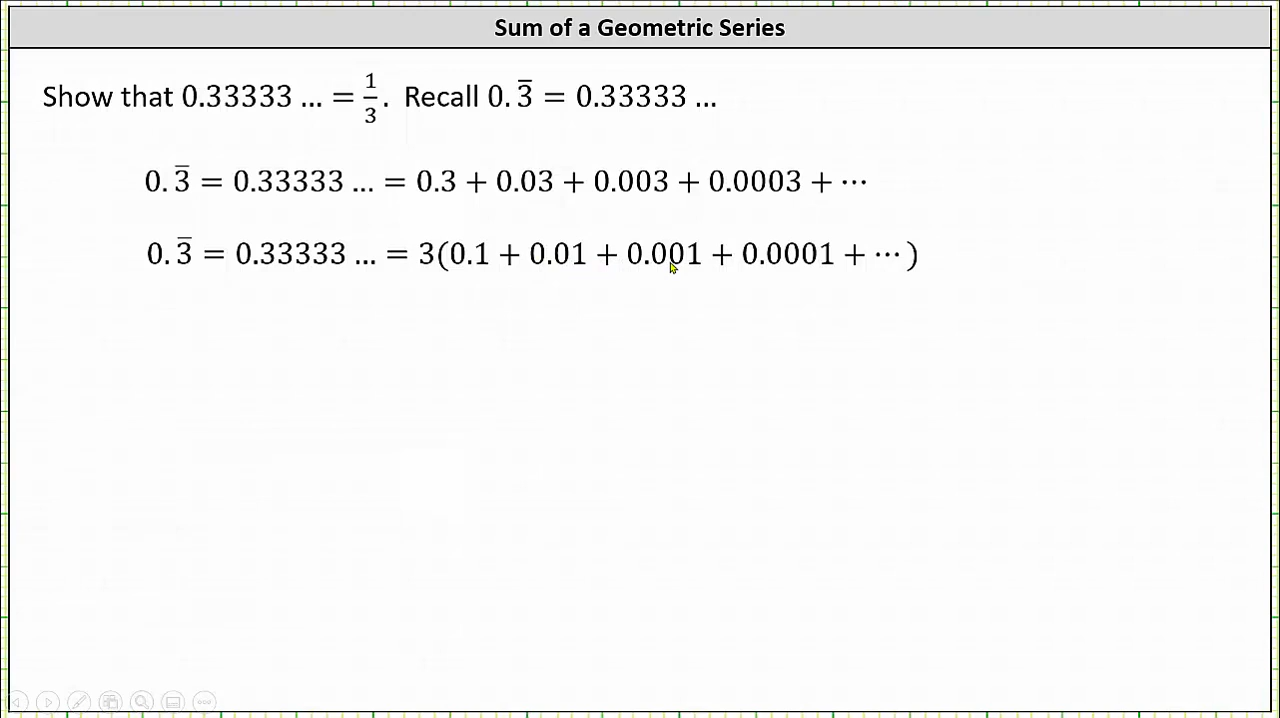 Sum of a Geometric Series
Show that 0.33333 ... = 1/3. Recall 0.3̅ = 0.33333 ...
0.3̅ = 0.33333 ... = 0.3 + 0.03 + 0.003 + 0.0003 + ⋯
0.3̅ = 0.33333 ... = 3(0.1 + 0.01 + 0.001 + 0.0001 + ⋯ )